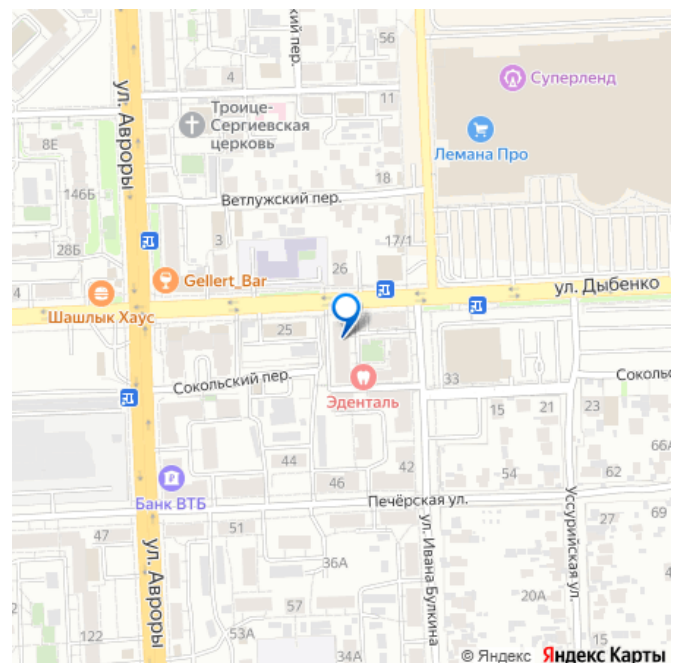 кий пер.
ул. Авроры
4
11
Суперленд
Троице-
Сергиевская
церковь
8Е
Лемана Про
146Б
18
Ветлужский пер.
3
17/1
28Б
26
Gellert_Bar
4
ул. Дыбенко
Шашлык Хаус
25
Сокольский пер.
33
Сокольс
Эденталь
15
21
23
44
42
66А
46
54
Банк ВТБ
Печёрская ул.
51
27
69
47
ул. Авроры
ул. Ивана Булкина
Уссурийская ул.
36А
4
20А
57
122
53А
34А
© Яндекс Яндекс Карты